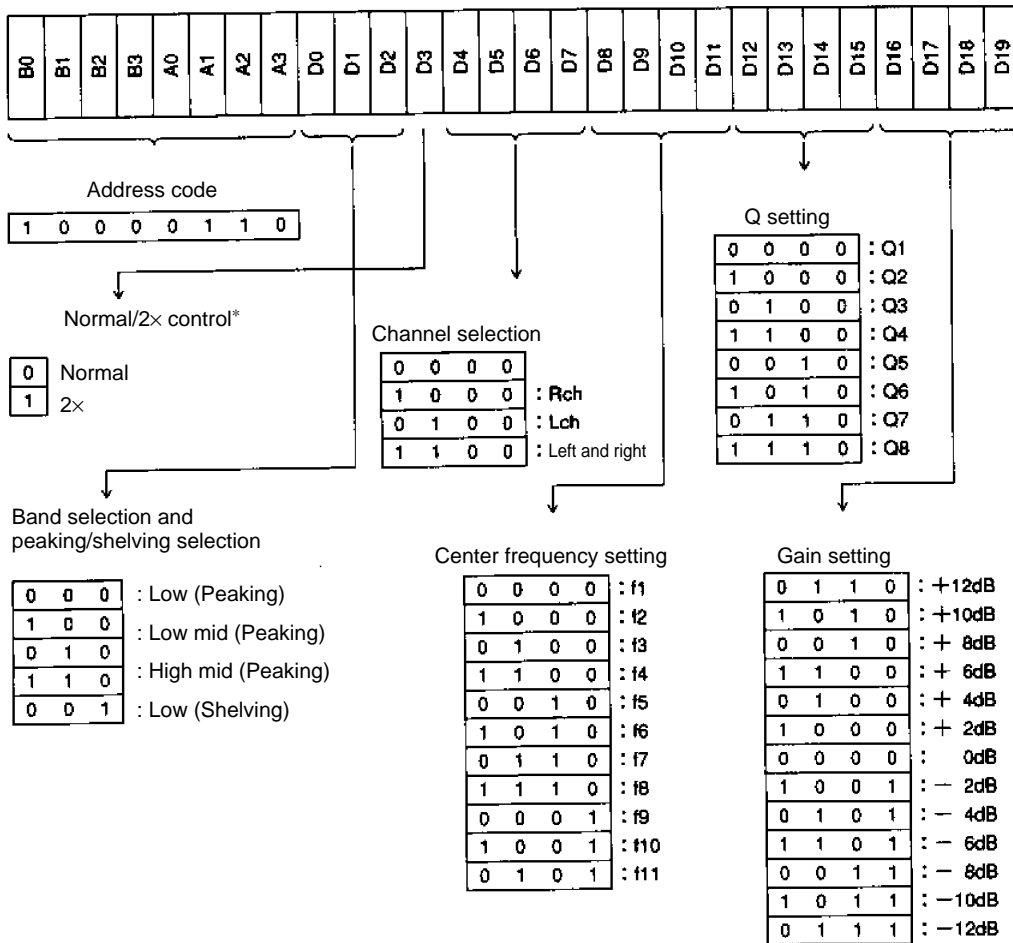 B0 B1 B2 B3 A0 A1 A2 A3 D0 D1 D2 D3 D4 D5 D6 D7 D8 D9 D10 D11 D12 D13 D14 D15 D16 D17 D18 D19
Address code
1 0 0 0 0 1 1 0
Normal/2× control*
0 Normal
1 2×
Band selection and
peaking/shelving selection
0 0 0 : Low (Peaking)
1 0 0 : Low mid (Peaking)
0 1 0 : High mid (Peaking)
1 1 0
0 0 1 : Low (Shelving)
Channel selection
0 0 0 0
1 0 0 0 : Rch
0 1 0 0 : Lch
1 1 0 0 : Left and right
Q setting
0 0 0 0 : Q1
1 0 0 0 : Q2
0 1 0 0 : Q3
1 1 0 0 : Q4
0 0 1 0 : Q5
1 0 1 0 : Q6
0 1 1 0 : Q7
1 1 1 0 : Q8
Center frequency setting
0 0 0 0 : f1
1 0 0 0 : f2
0 1 0 0 : f3
1 1 0 0 : f4
0 0 1 0 : f5
1 0 1 0 : f6
0 1 1 0 : f7
1 1 1 0 : f8
0 0 0 1 : f9
1 0 0 1 : f10
0 1 0 1 : f11
Gain setting
0 1 1 0 : +12dB
1 0 1 0 : +10dB
0 0 1 0 : + 8dB
1 1 0 0 : + 6dB
0 1 0 0 : + 4dB
1 0 0 0 : + 2dB
0 0 0 0 : 0dB
1 0 0 1 : − 2dB
0 1 0 1 : − 4dB
1 1 0 1 : − 6dB
0 0 1 1 : − 8dB
1 0 1 1 : −10dB
0 1 1 1 : −12dB